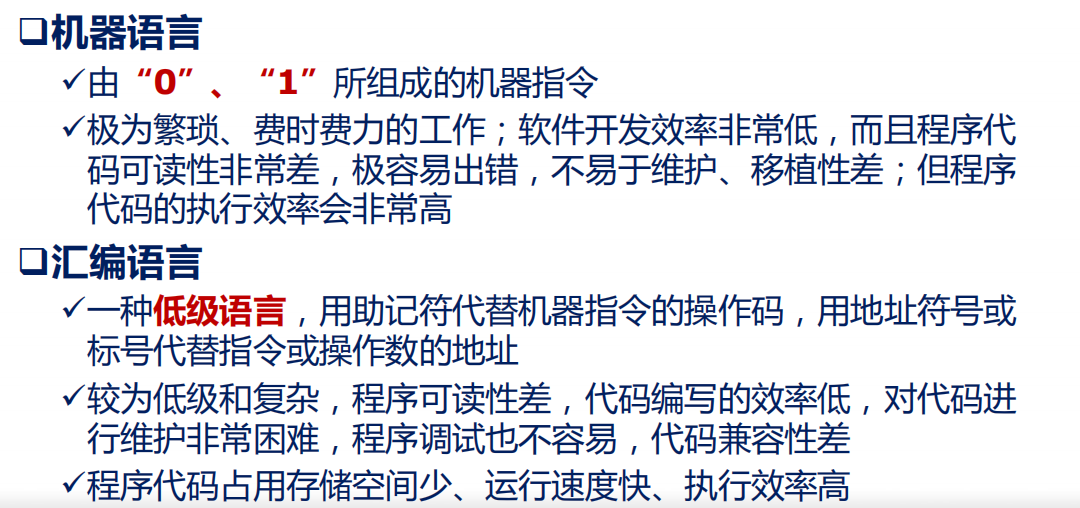 ❑机器语言
✓由“0”、“1”所组成的机器指令
✓极为繁琐、费时费力的工作；软件开发效率非常低，而且程序代
码可读性非常差，极容易出错，不易于维护、移植性差；但程序
代码的执行效率会非常高
❑汇编语言
✓一种低级语言，用助记符代替机器指令的操作码，用地址符号或
标号代替指令或操作数的地址
✓较为低级和复杂，程序可读性差，代码编写的效率低，对代码进
行维护非常困难，程序调试也不容易，代码兼容性差
✓程序代码占用存储空间少、运行速度快、执行效率高